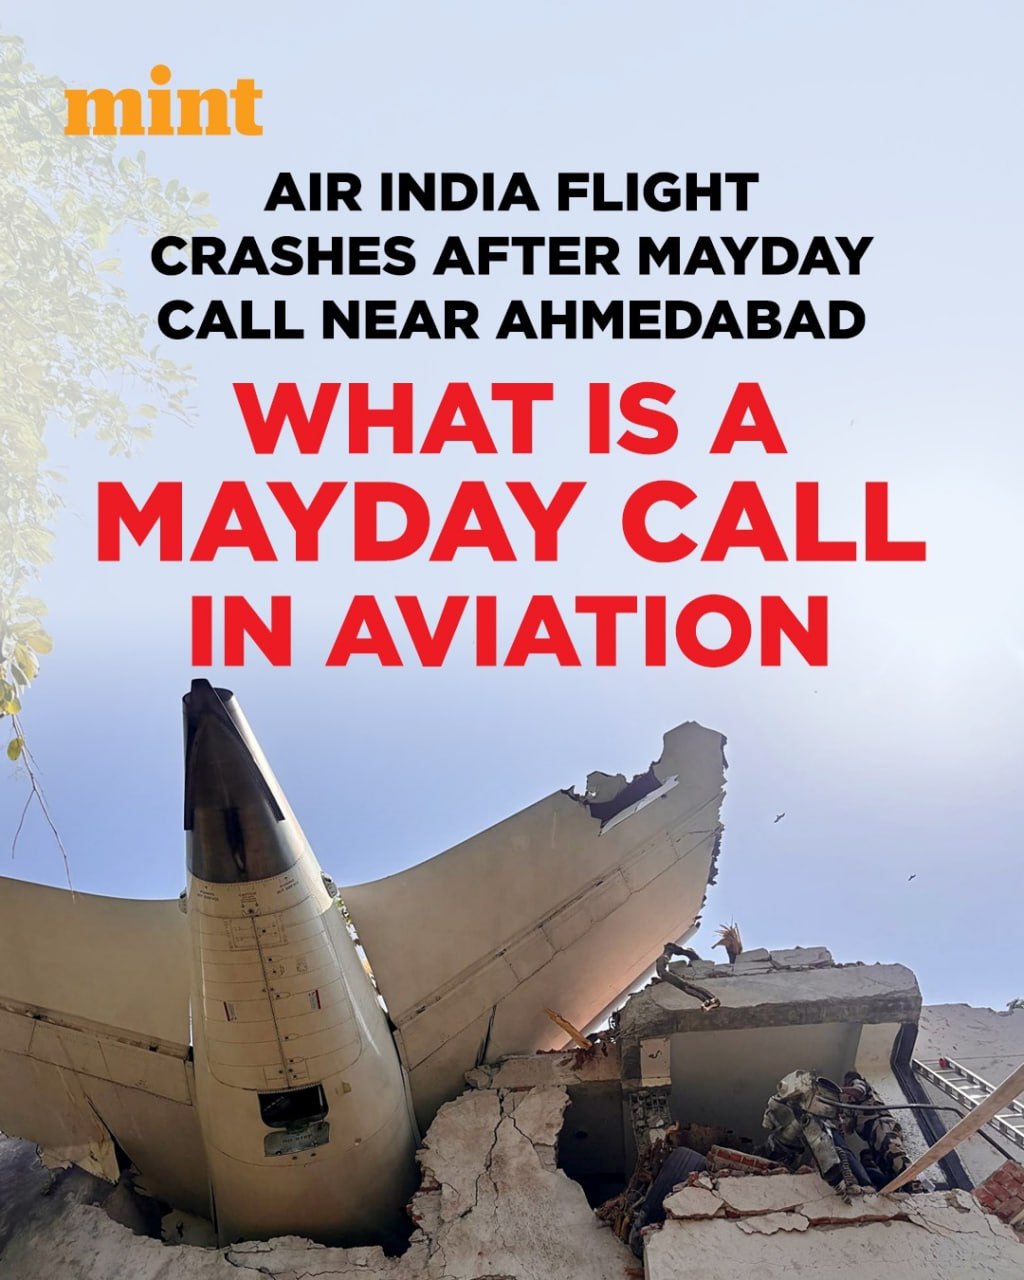 mint
AIR INDIA FLIGHT
CRASHES AFTER MAYDAY
CALL NEAR AHMEDABAD
WHAT IS A
MAYDAY CALL
IN AVIATION